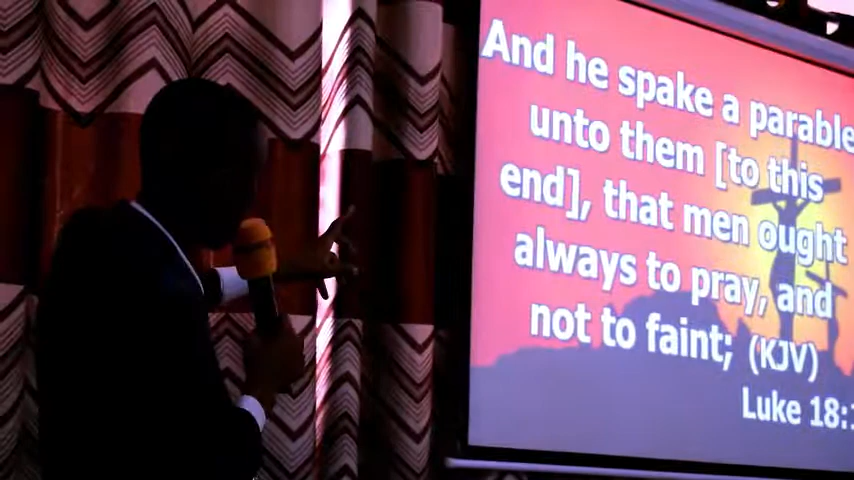 And he spake a parable
unto them [to this
end], that men ought
always to pray, and
not to faint; (KJV)
Luke 18:1